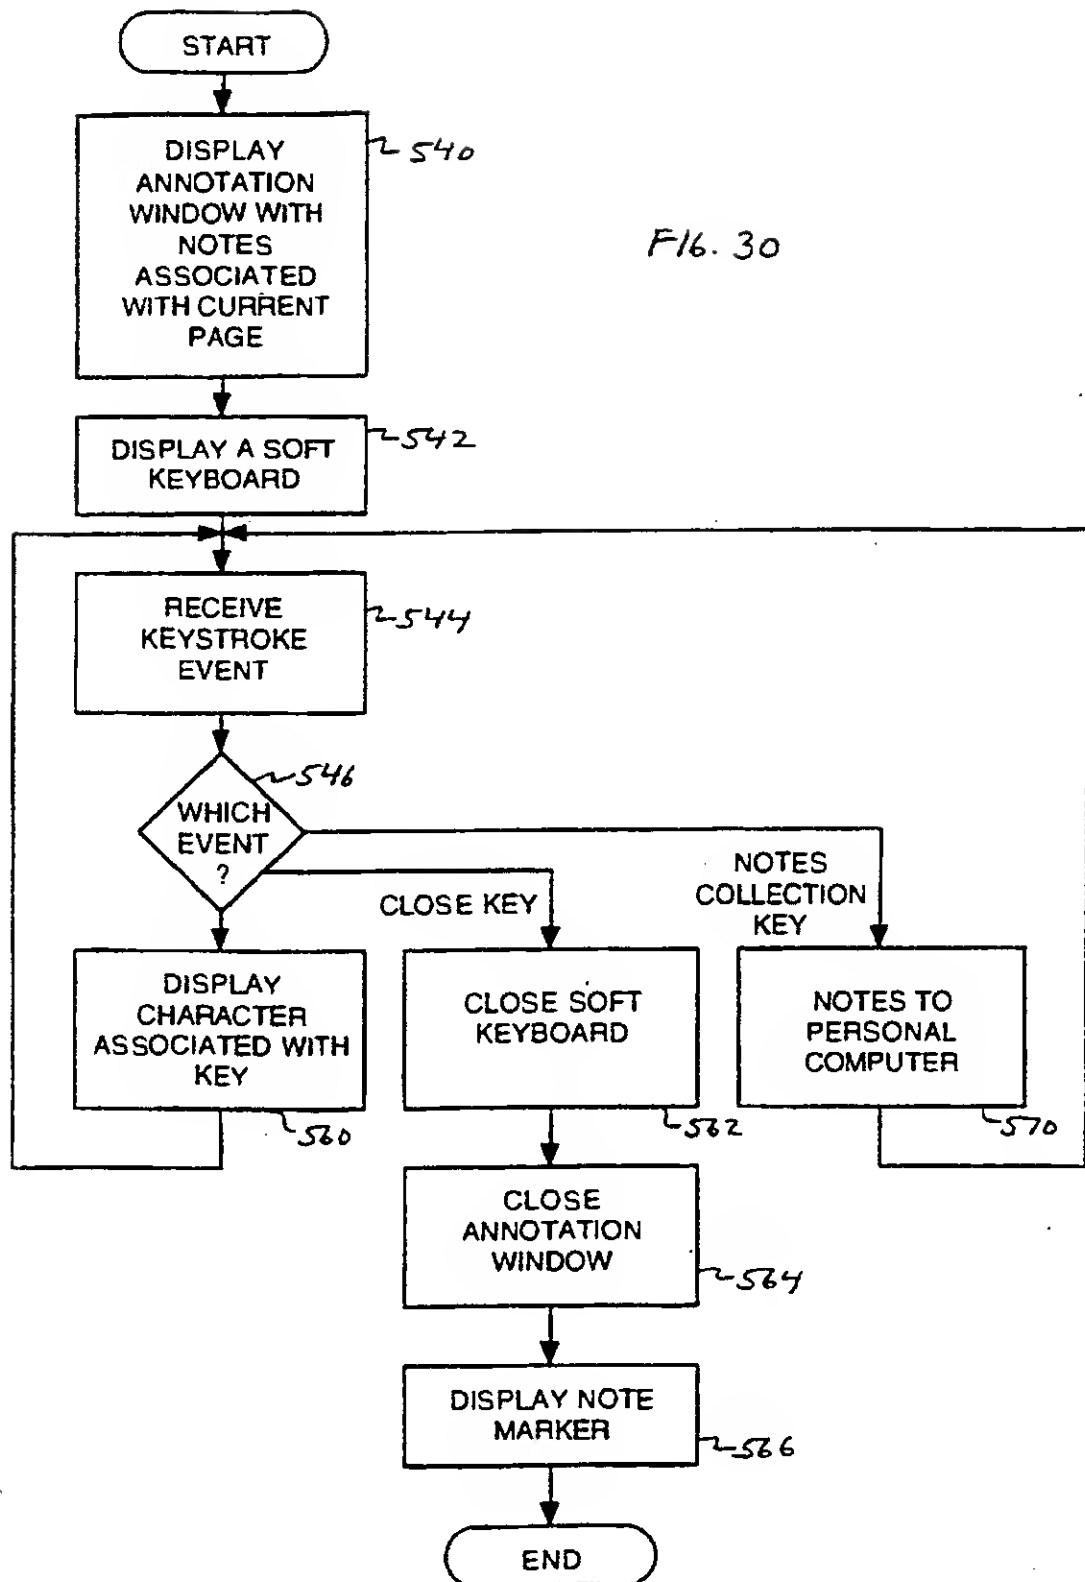 START
DISPLAY
ANNOTATION
WINDOW WITH
NOTES
ASSOCIATED
WITH CURRENT
PAGE
540
FIG. 30
DISPLAY A SOFT
KEYBOARD
542
RECEIVE
KEYSTROKE
EVENT
544
WHICH
EVENT
?
546
CLOSE KEY
NOTES
COLLECTION
KEY
DISPLAY
CHARACTER
ASSOCIATED WITH
KEY
560
CLOSE SOFT
KEYBOARD
562
NOTES TO
PERSONAL
COMPUTER
570
CLOSE
ANNOTATION
WINDOW
564
DISPLAY NOTE
MARKER
566
END